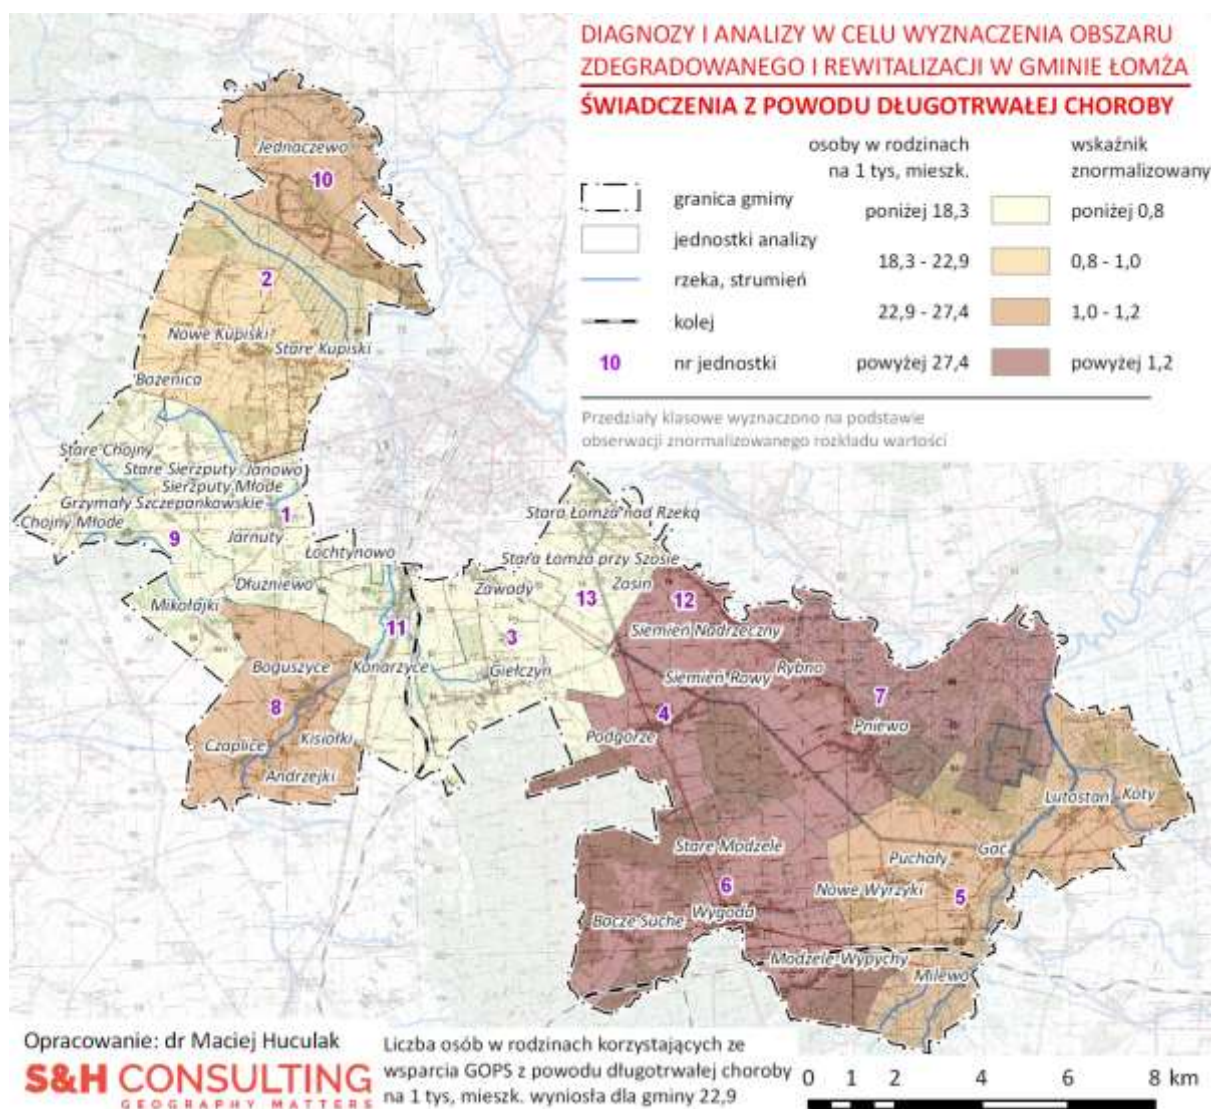 DIAGNOZY I ANALIZY W CELU WYZNACZENIA OBSZARU
ZDEGRADOWANEGO I REWITALIZACJI W GMINIE ŁOMŻA
ŚWIADCZENIA Z POWODU DŁUGOTRWAŁEJ CHOROBY
osoby w rodzinach
na 1 tys, mieszk.
wskaźnik
znormalizowany
granica gminy
jednostki analizy
rzeka, strumień
kolej
10 nr jednostki
poniżej 18,3 poniżej 0,8
18,3 - 22,9 0,8 - 1,0
22,9 - 27,4 1,0 - 1,2
powyżej 27,4 powyżej 1,2
Przedziały klasowe wyznaczono na podstawie
obserwacji znormalizowanego rozkładu wartości
Jednaczewo
10
2
Nowe Kupiski
Stare Kupiski
Bożenica
Stare Chojny
Stare Sierzputy
Janowo
Sierzputy Młode
Grzymały Szczepankowskie
1
Chojny Młode
9
Jarnuty
Łochtynowo
Dłużniewo
Mikołajki
11
Boguszyce
Konarzyce
8
Czaplice
Kisiołki
Andrzejki
Stara Łomża nad Rzeką
Stara Łomża przy Szosie
Zawady
Zosin
13
12
3
Giełczyn
Siemień Nadrzeczny
Siemień Rowy
Rybno
7
4
Pniewo
Podgórze
Lutostań
Koty
Stare Modzele
Puchały
Gać
6
Nowe Wyrzyki
5
Bacze Suche
Wygoda
Modzele-Wypychy
Milewo
Opracowanie: dr Maciej Huculak
S&H CONSULTING
GEOGRAPHY MATTERS
Liczba osób w rodzinach korzystających ze
wsparcia GOPS z powodu długotrwałej choroby
na 1 tys, mieszk. wyniosła dla gminy 22,9
0 1 2 4 6 8 km